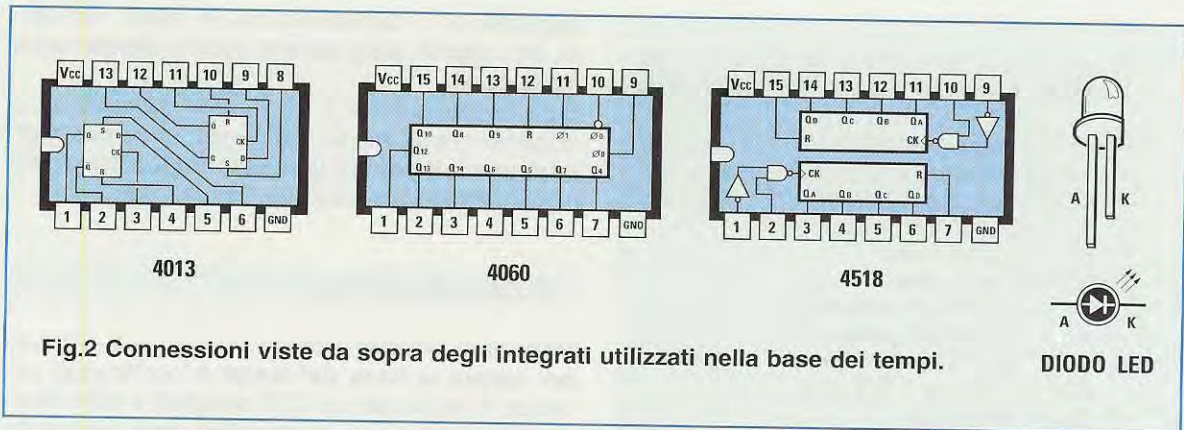 Vcc 13 12 11 10 9 8
R
Q
CK
Q D
S
S
Q D
CK
Q
R
1 2 3 4 5 6 GND
4013
Vcc 15 14 13 12 11 10 9
Q10 Q8 Q9 R Ø1 Ø0
Q12 Ø0
Q13 Q14 Q6 Q5 Q7 Q4
1 2 3 4 5 6 7 GND
4060
Vcc 15 14 13 12 11 10 9
QD QC QB QA
R CK
CK R
QA QB QC QD
1 2 3 4 5 6 7 GND
4518
A K
A K
DIODO LED
Fig.2 Connessioni viste da sopra degli integrati utilizzati nella base dei tempi.